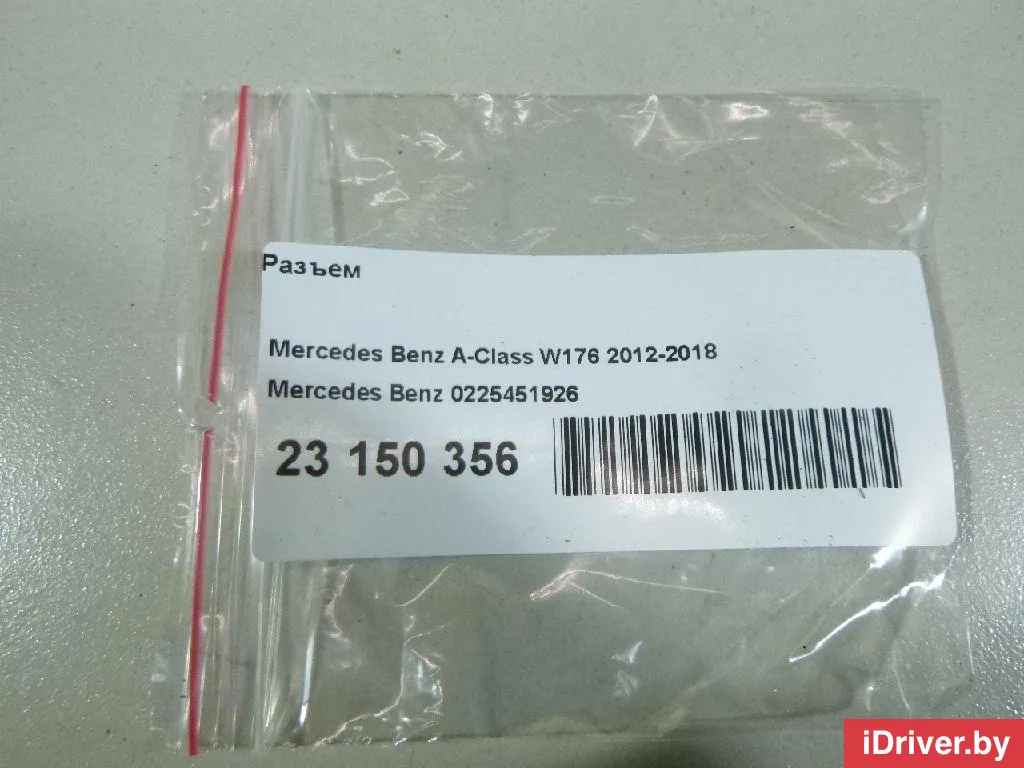 Разъем
Mercedes Benz A-Class W176 2012-2018
Mercedes Benz 0225451926
23 150 356
iDriver.by